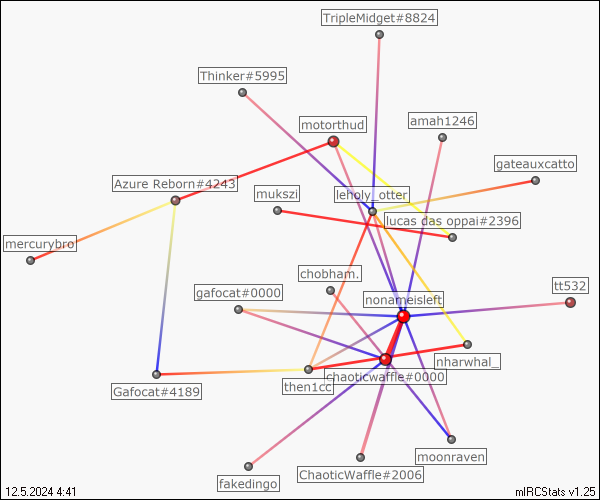 TripleMidget#8824
Thinker#5995
motorthud
amah1246
gateauxcatto
Azure Reborn#4243
mukszi
leholy_otter
lucas das oppai#2396
mercurybro
chobham.
gafocat#0000
nonameisleft
tt532
nharwhal_
chaoticwaffle#0000
then1cc
Gafocat#4189
moonraven
ChaoticWaffle#2006
fakedingo
12.5.2024 4:41
mIRCStats v1.25